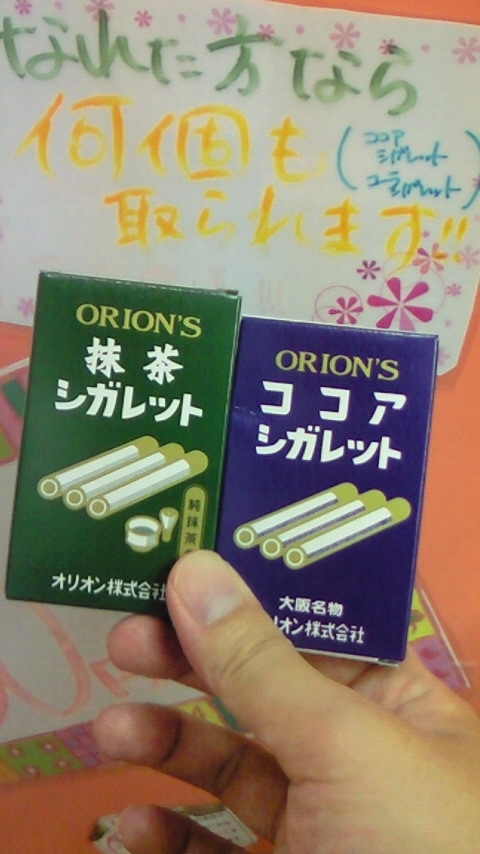 なれた方なら
何個も
(ココア
シガレット
コーラ
シガレット)
取られます!!
ORION'S
抹茶
シガレット
純抹茶
オリオン株式会社
ORION'S
ココア
シガレット
大阪名物
リオン株式会社